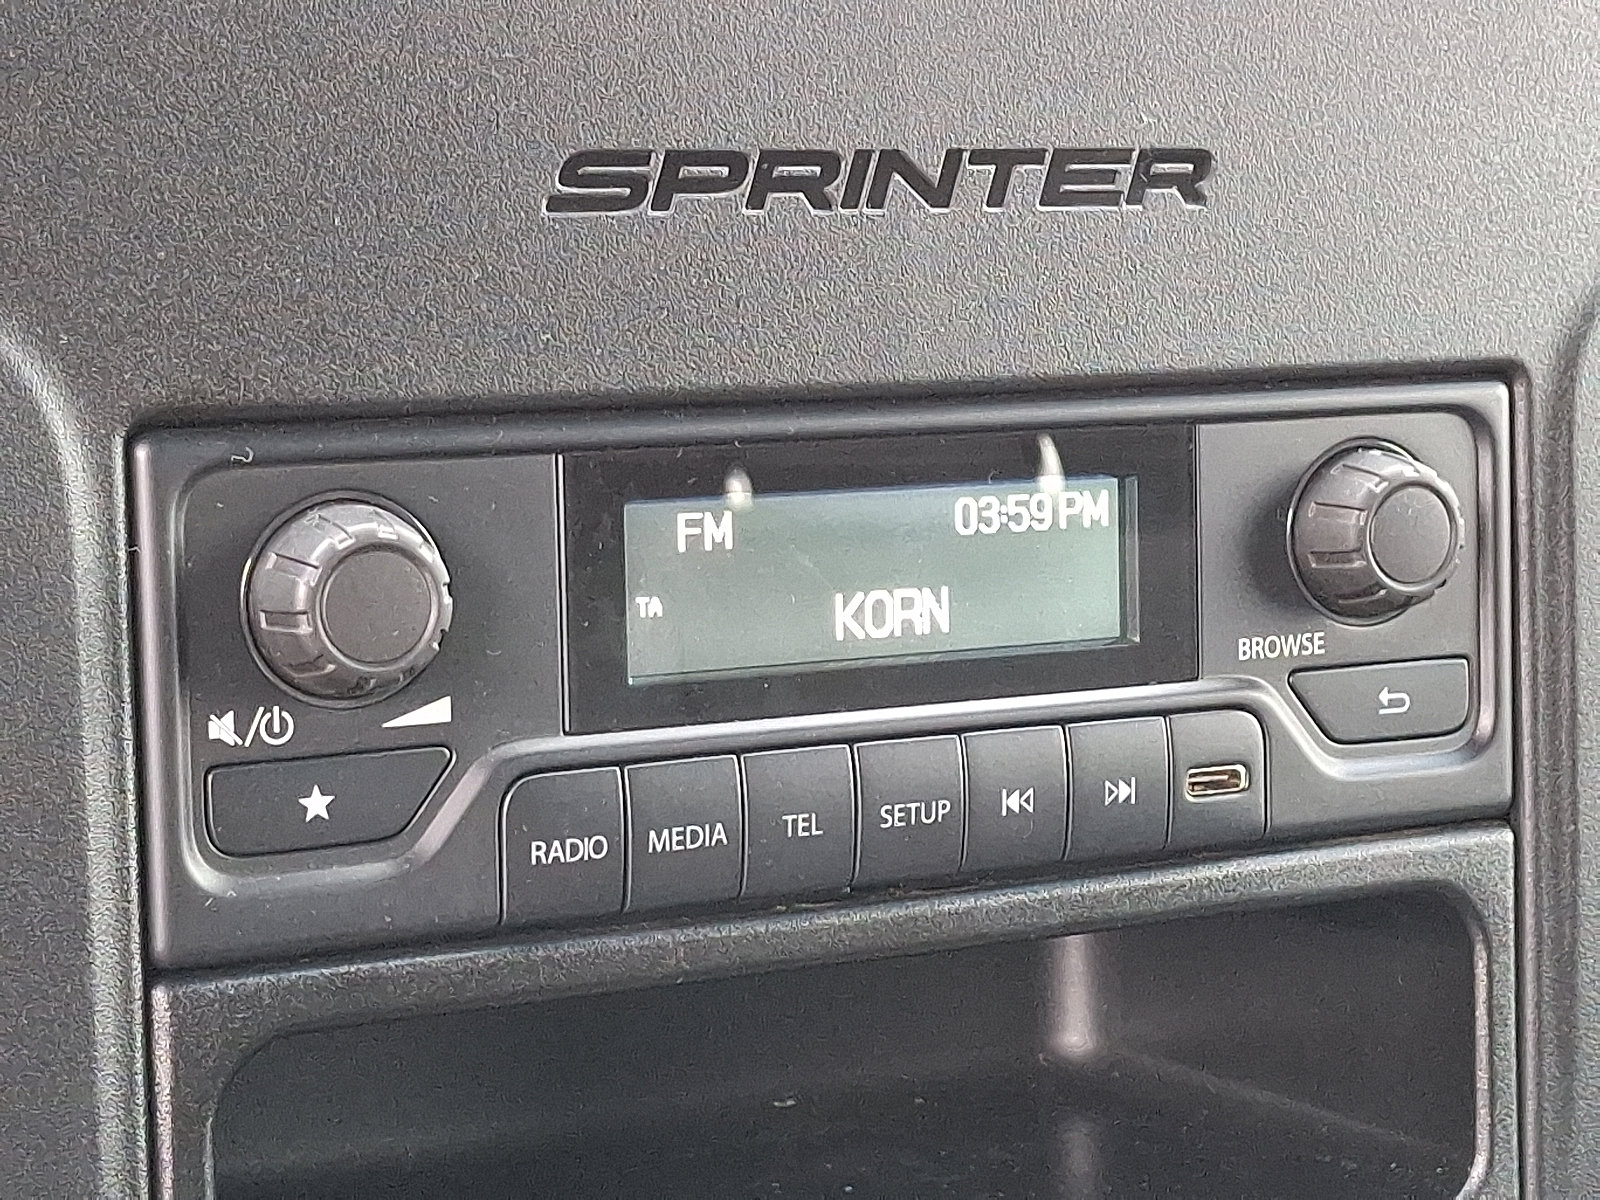 SPRINTER
FM 03:59 PM
TA KORN
BROWSE
RADIO MEDIA TEL SETUP